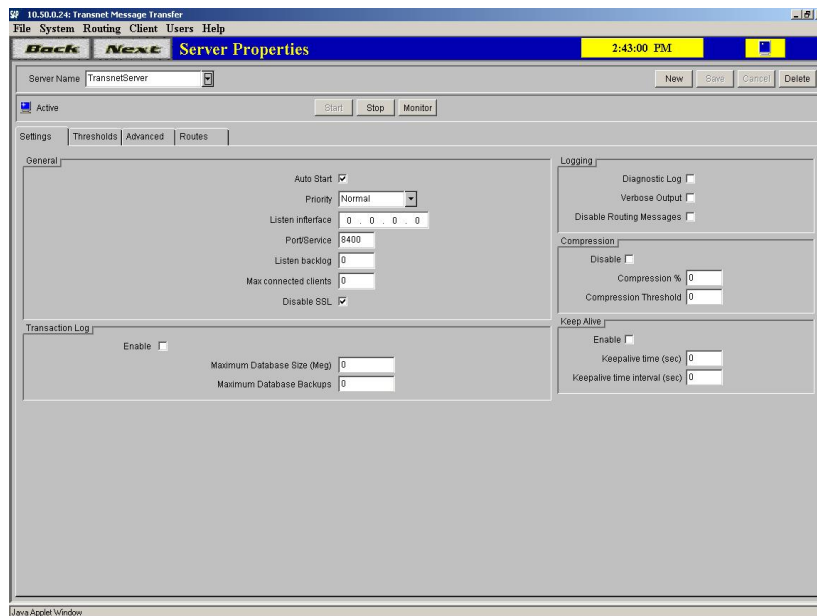 10.50.0.24: Transnet Message Transfer
File System Routing Client Users Help
Back Next Server Properties 2:43:00 PM
Server Name TransnetServer New Save Cancel Delete
Active Start Stop Monitor
Settings Thresholds Advanced Routes
General
Auto Start
Priority Normal
Listen infterface 0 . 0 . 0 . 0
Port/Service 8400
Listen backlog 0
Max connected clients 0
Disable SSL
Transaction Log
Enable
Maximum Database Size (Meg) 0
Maximum Database Backups 0
Logging
Diagnostic Log
Verbose Output
Disable Routing Messages
Compression
Disable
Compression % 0
Compression Threshold 0
Keep Alive
Enable
Keepalive time (sec) 0
Keepalive time interval (sec) 0
Java Applet Window